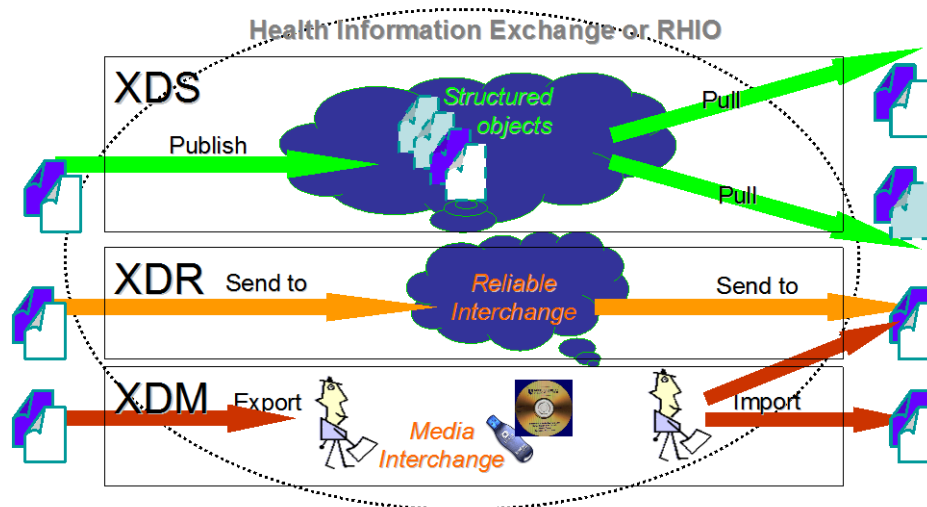 Health Information Exchange or RHIO
XDS
Structured
objects
Publish
Pull
Pull
XDR
Send to
Reliable
Interchange
Send to
XDM
Export
Media
Interchange
Import